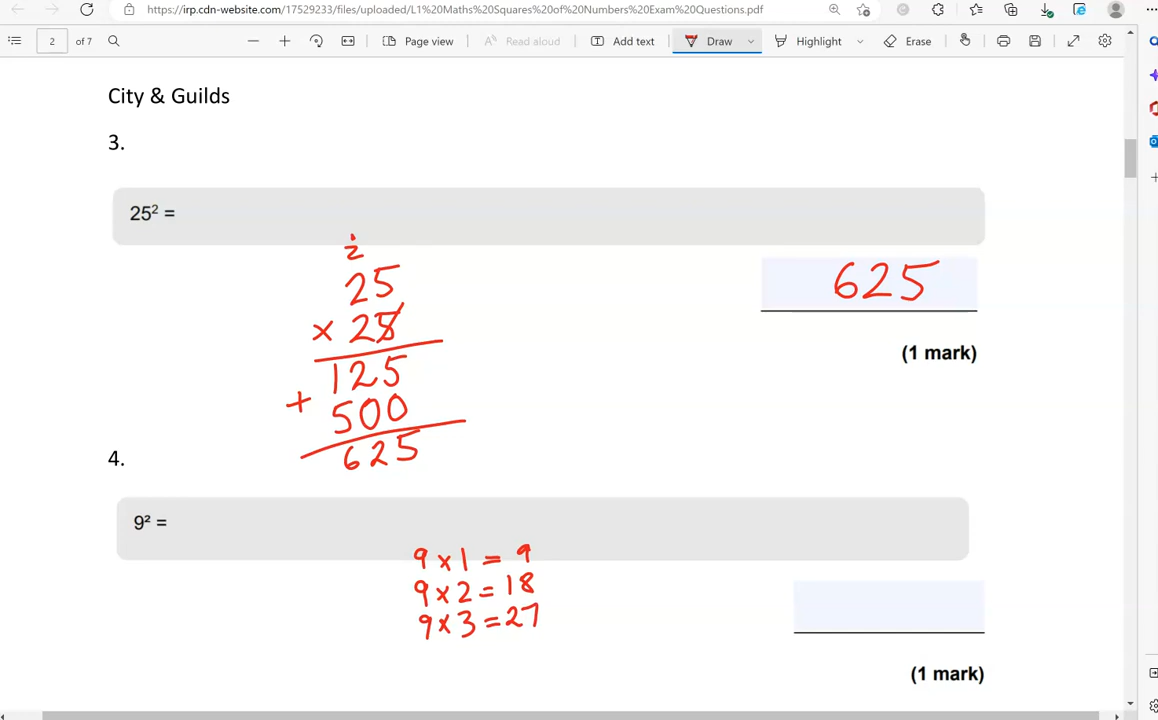 https://irp.cdn-website.com/17529233/files/uploaded/L1%20Maths%20Squares%20of%20Numbers%20Exam%20Questions.pdf
2 of 7
Page view
Read aloud
Add text
Draw
Highlight
Erase
City & Guilds
3.
25² =
2
25
× 25
125
+ 500
625
625
(1 mark)
4.
9² =
9 × 1 = 9
9 × 2 = 18
9 × 3 = 27
(1 mark)